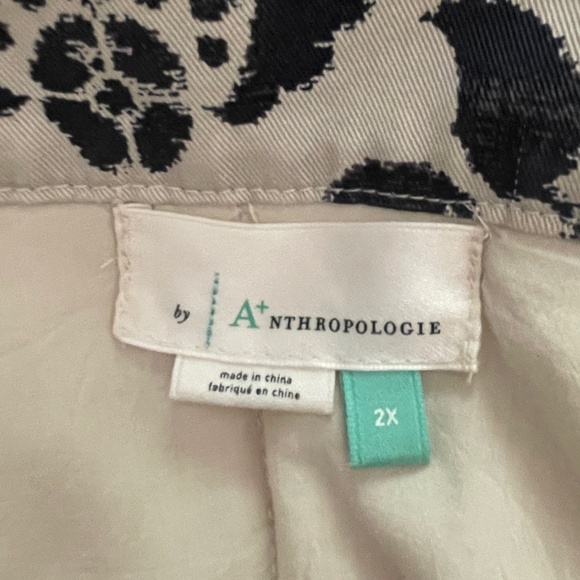 by A+NTHROPOLOGIE
made in china
fabriqué en chine
2X